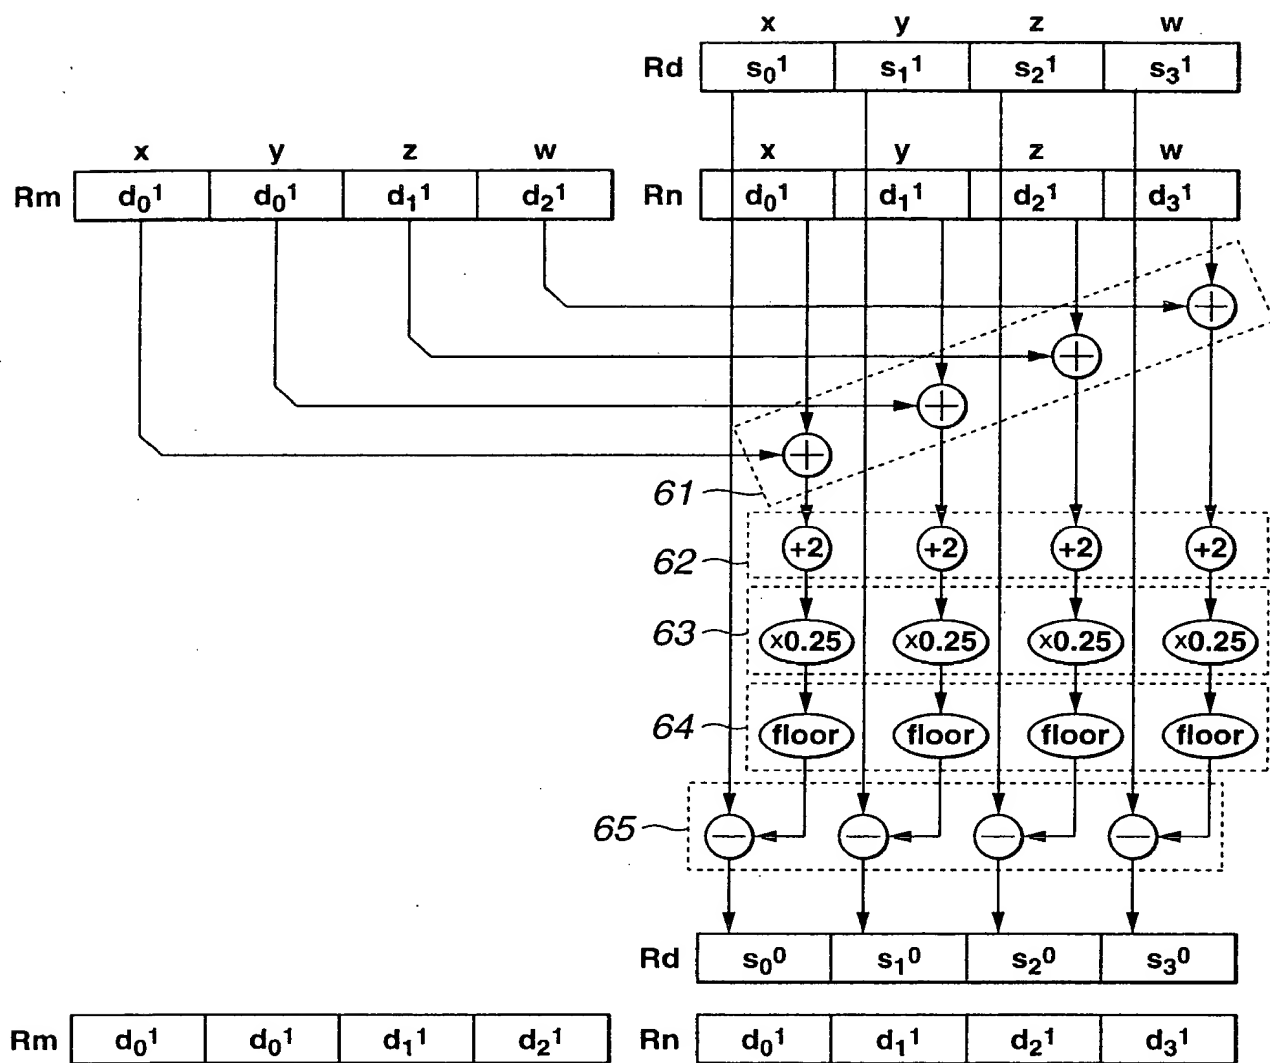 x y z w
Rd s₀¹ s₁¹ s₂¹ s₃¹
x y z w x y z w
Rm d₀¹ d₀¹ d₁¹ d₂¹ Rn d₀¹ d₁¹ d₂¹ d₃¹
61
62 +2 +2 +2 +2
63 x0.25 x0.25 x0.25 x0.25
64 floor floor floor floor
65
Rd s₀⁰ s₁⁰ s₂⁰ s₃⁰
Rm d₀¹ d₀¹ d₁¹ d₂¹ Rn d₀¹ d₁¹ d₂¹ d₃¹